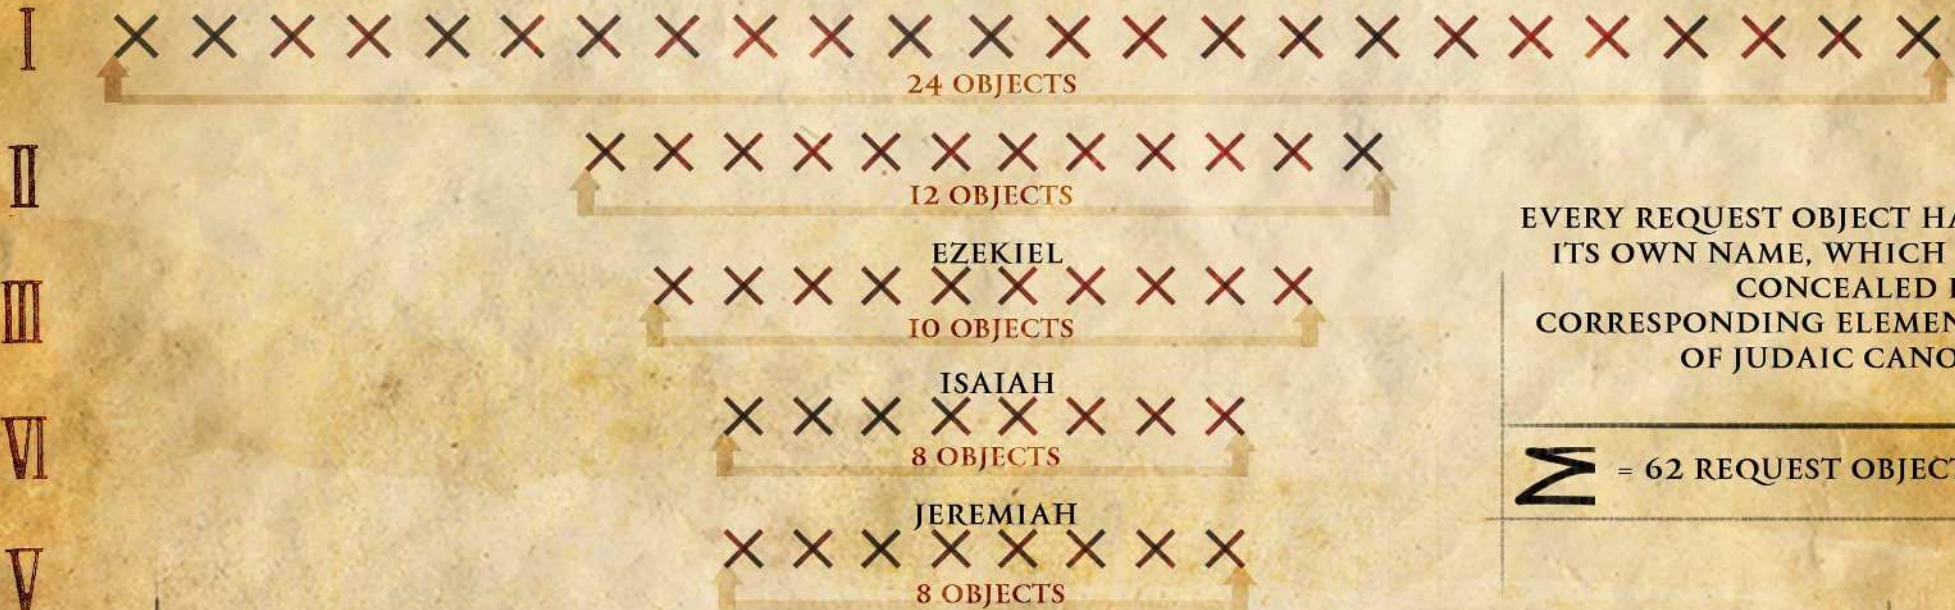 I
24 OBJECTS
II
12 OBJECTS
EZEKIEL
III
10 OBJECTS
ISAIAH
VI
8 OBJECTS
JEREMIAH
V
8 OBJECTS
EVERY REQUEST OBJECT HA
ITS OWN NAME, WHICH
CONCEALED
CORRESPONDING ELEMEN
OF JUDAIC CANO
Σ = 62 REQUEST OBJECT